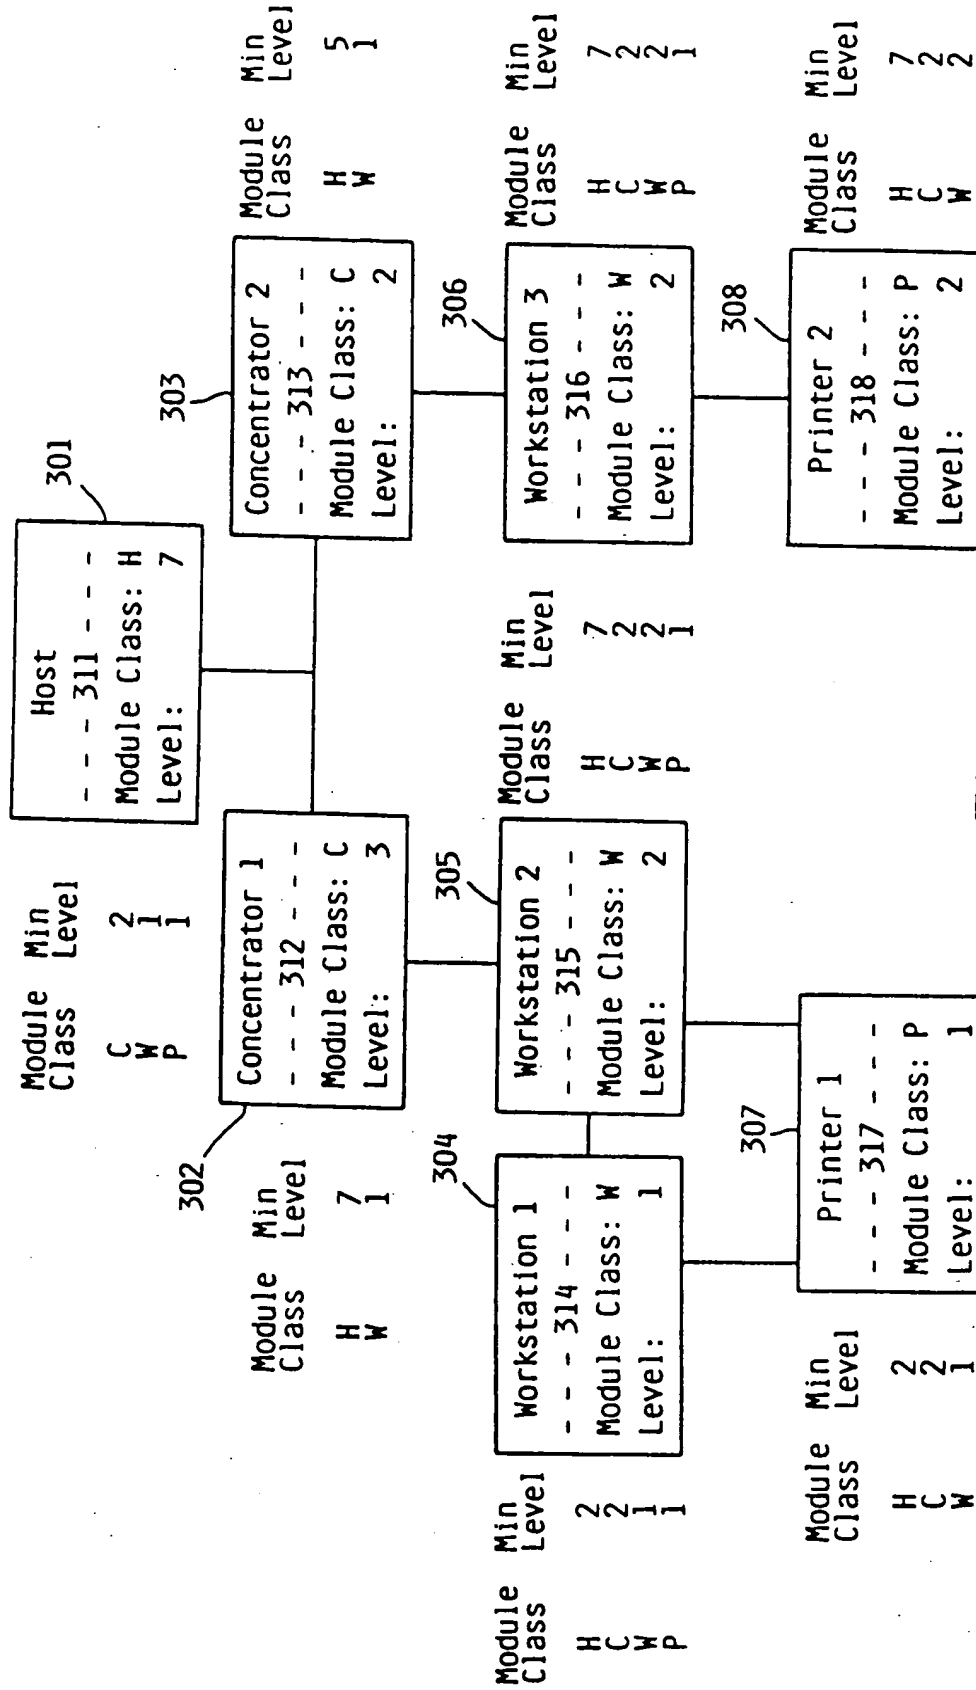 301
Host
- - - 311 - - -
Module Class: H
Level: 7
Module Class Min Level
C 2
W 1
P 1
302
Concentrator 1
- - - 312 - - -
Module Class: C
Level: 3
Module Class Min Level
H 7
W 1
303
Concentrator 2
- - - 313 - - -
Module Class: C
Level: 2
Module Class Min Level
H 5
W 1
304
Workstation 1
- - - 314 - - -
Module Class: W
Level: 1
Module Class Min Level
H 2
C 2
W 1
P 1
305
Workstation 2
- - - 315 - - -
Module Class: W
Level: 2
Module Class Min Level
H 7
C 2
W 2
P 1
306
Workstation 3
- - - 316 - - -
Module Class: W
Level: 2
Module Class Min Level
H 7
C 2
W 2
P 1
307
Printer 1
- - - 317 - - -
Module Class: P
Level: 1
Module Class Min Level
H 2
C 2
W 1
308
Printer 2
- - - 318 - - -
Module Class: P
Level: 2
Module Class Min Level
H 7
C 2
W 2